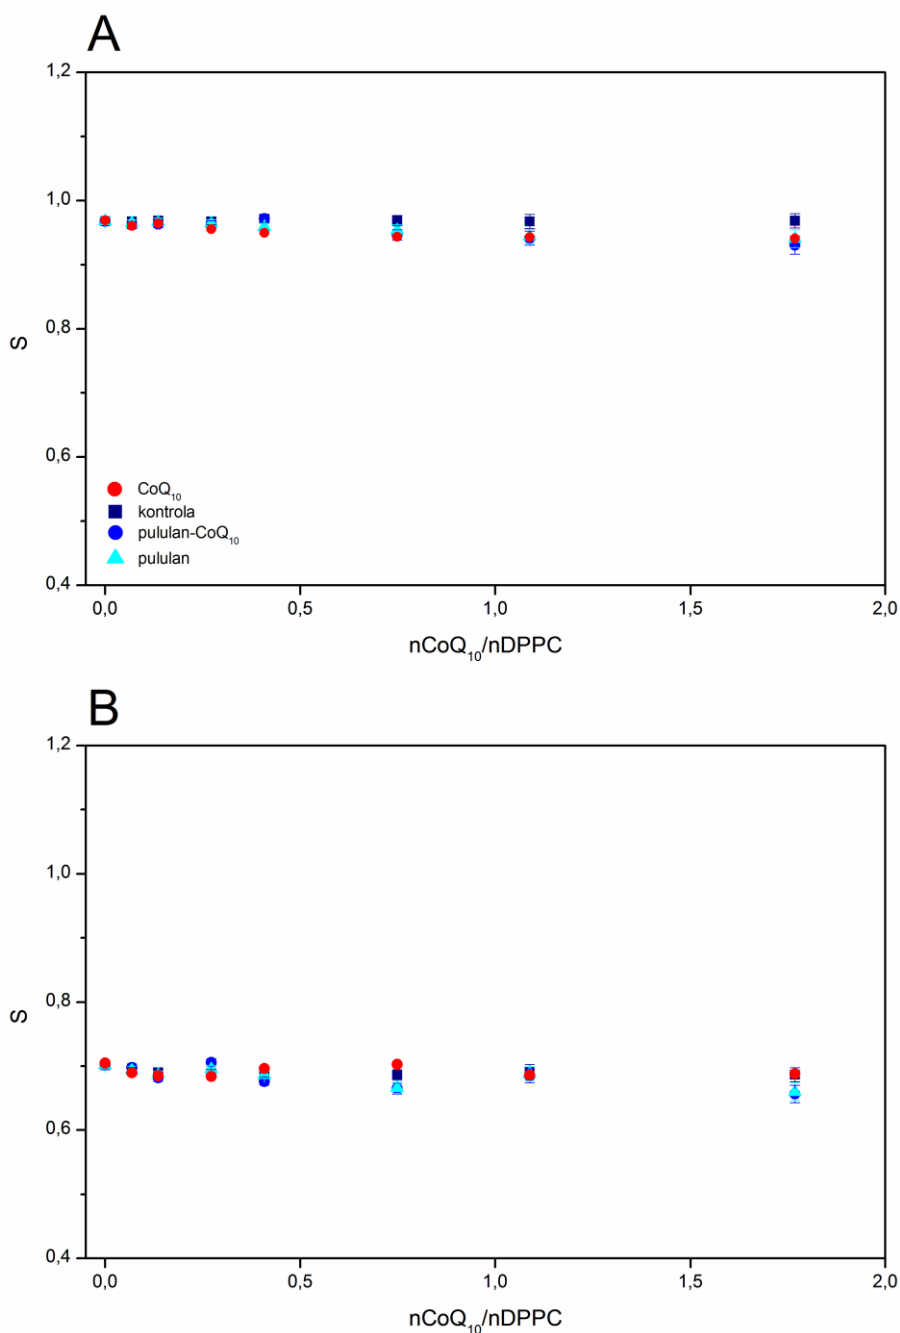 A
1,2
1,0
0,8
S
0,6
CoQ₁₀
kontrola
pululan-CoQ₁₀
pululan
0,4
0,0 0,5 1,0 1,5 2,0
nCoQ₁₀/nDPPC
B
1,2
1,0
0,8
S
0,6
0,4
0,0 0,5 1,0 1,5 2,0
nCoQ₁₀/nDPPC